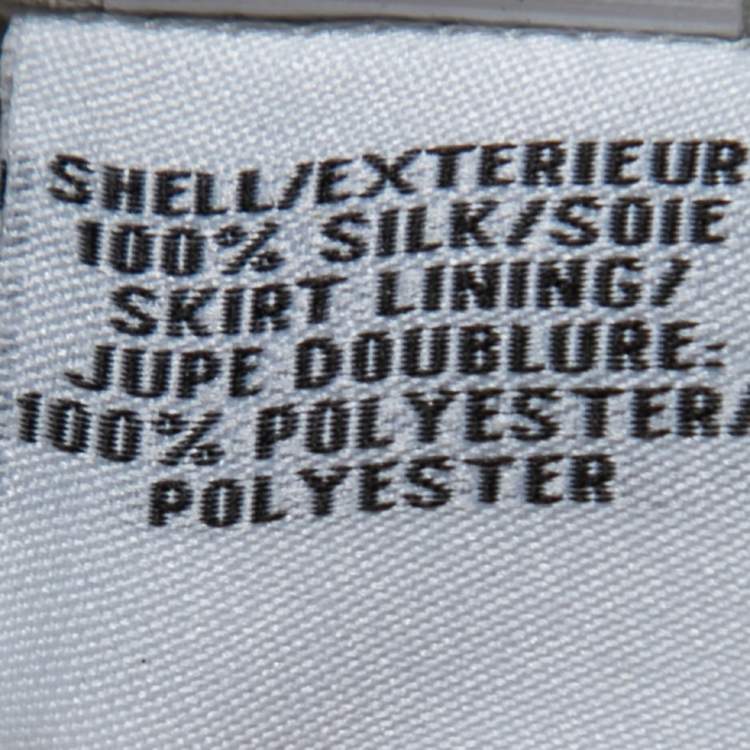 SHELL/EXTERIEUR
100% SILK/SOIE
SKIRT LINING/
JUPE DOUBLURE:
100% POLYESTER/
POLYESTER